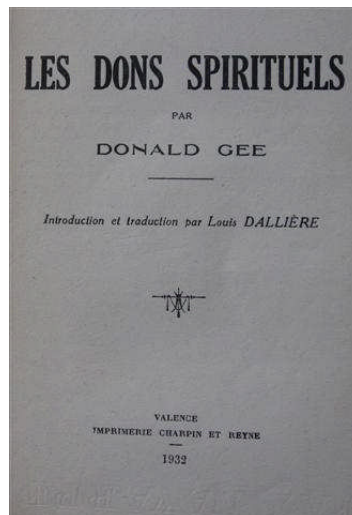 LES DONS SPIRITUELS
PAR
DONALD GEE
Introduction et traduction par Louis DALLIÈRE
VALENCE
IMPRIMERIE CHARPIN ET REYNE
1932